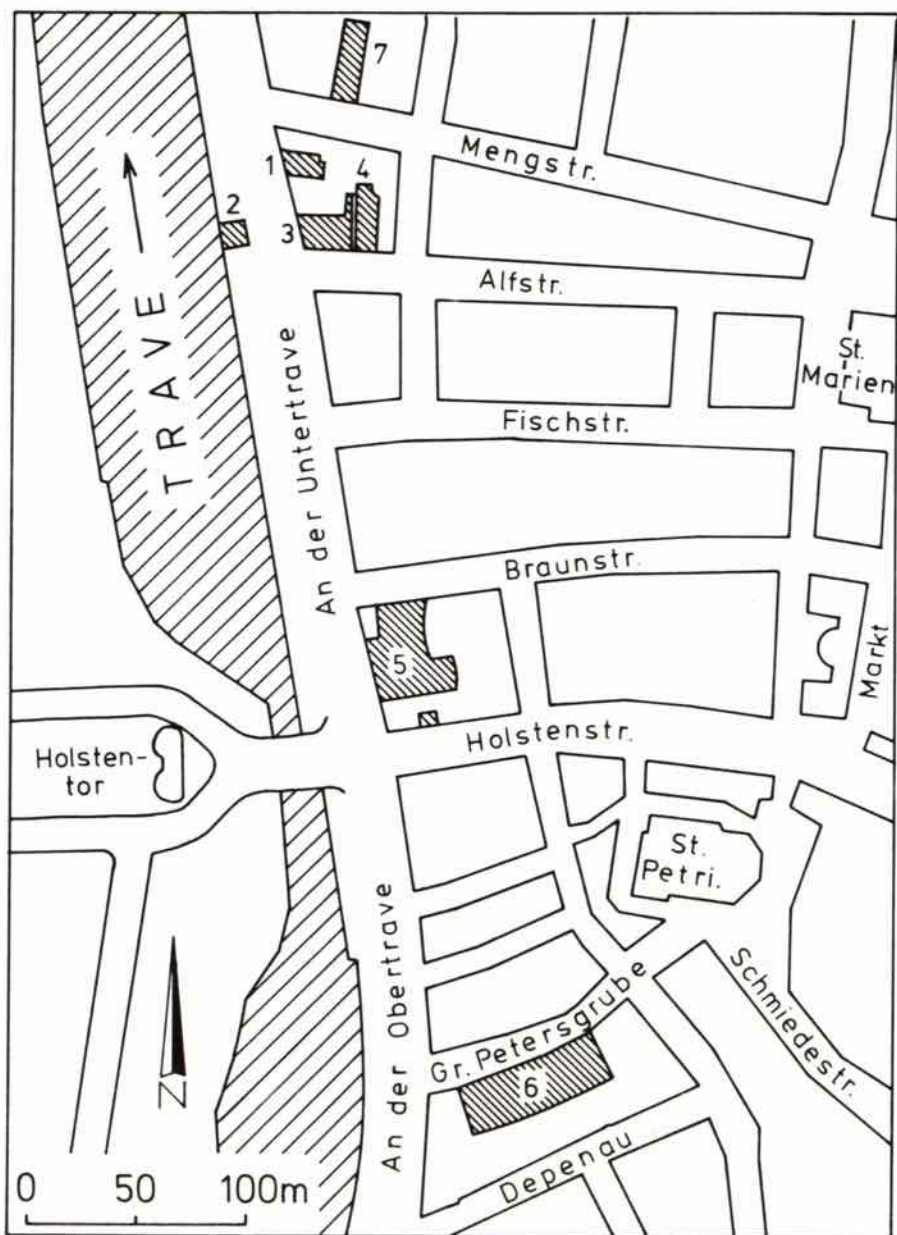 7
Mengstr.
1
4
2
3
Alfstr.
TRAVE
St.
Marien
An der Untertrave
Fischstr.
Braunstr.
5
Markt
Holstenstr.
Holsten-
tor
St.
Petri.
An der Obertrave
Schmiedestr.
Gr. Petersgrube
6
N
Depenau
0 50 100m